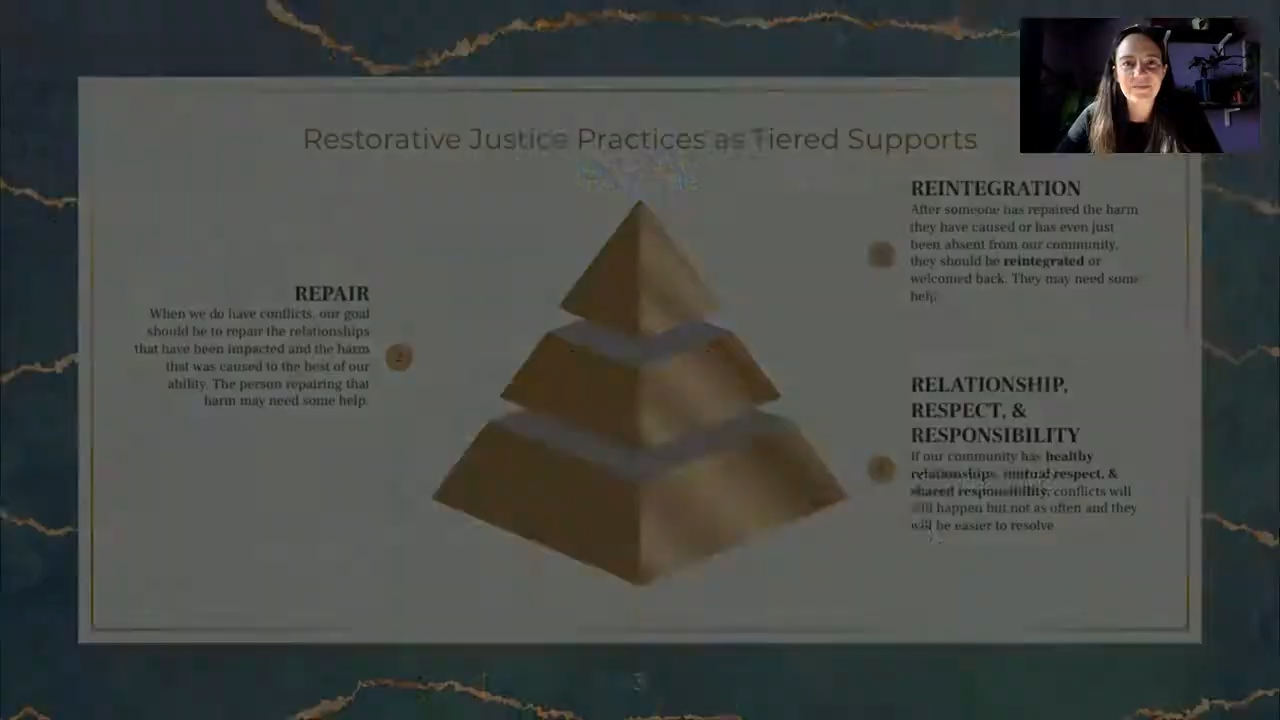 Restorative Justice Practices as Tiered Supports
REINTEGRATION
After someone has repaired the harm
they have caused or has even just
been absent from our community,
they should be reintegrated or
welcomed back. They may need some
help.
REPAIR
When we do have conflicts, our goal
should be to repair the relationships
that have been impacted and the harm
that was caused to the best of our
ability. The person repairing that
harm may need some help.
2
RELATIONSHIP,
RESPECT, &
RESPONSIBILITY
If our community has healthy
relationships, mutual respect, &
shared responsibility, conflicts will
still happen but not as often and they
will be easier to resolve
3